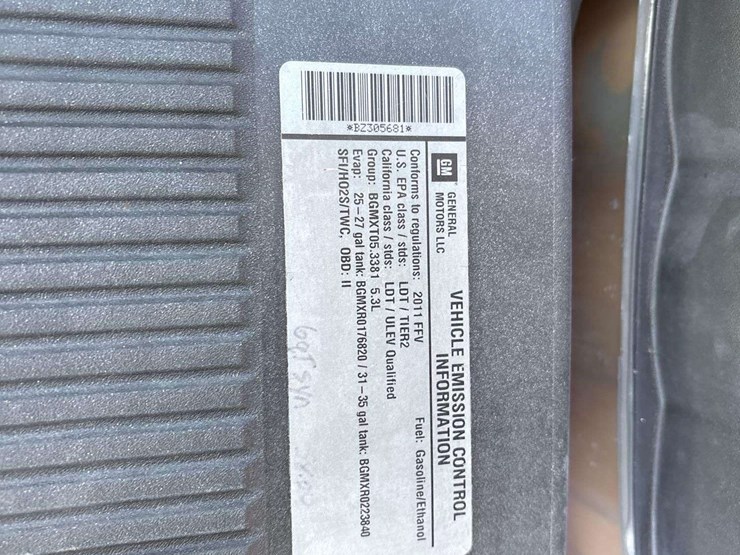 *BZ305681*
GM GENERAL MOTORS LLC
VEHICLE EMISSION CONTROL
INFORMATION
Conforms to regulations: 2011 FFV Fuel: Gasoline/Ethanol
U.S. EPA class / stds: LDT / TIER2
California class / stds: LDT / ULEV Qualified
Group: BGMXT05.3381 5.3L
Evap: 25-27 gal tank: BGMXR0176820 / 31-35 gal tank: BGMXR0223840
SFI/HO2S/TWC, OBD: II